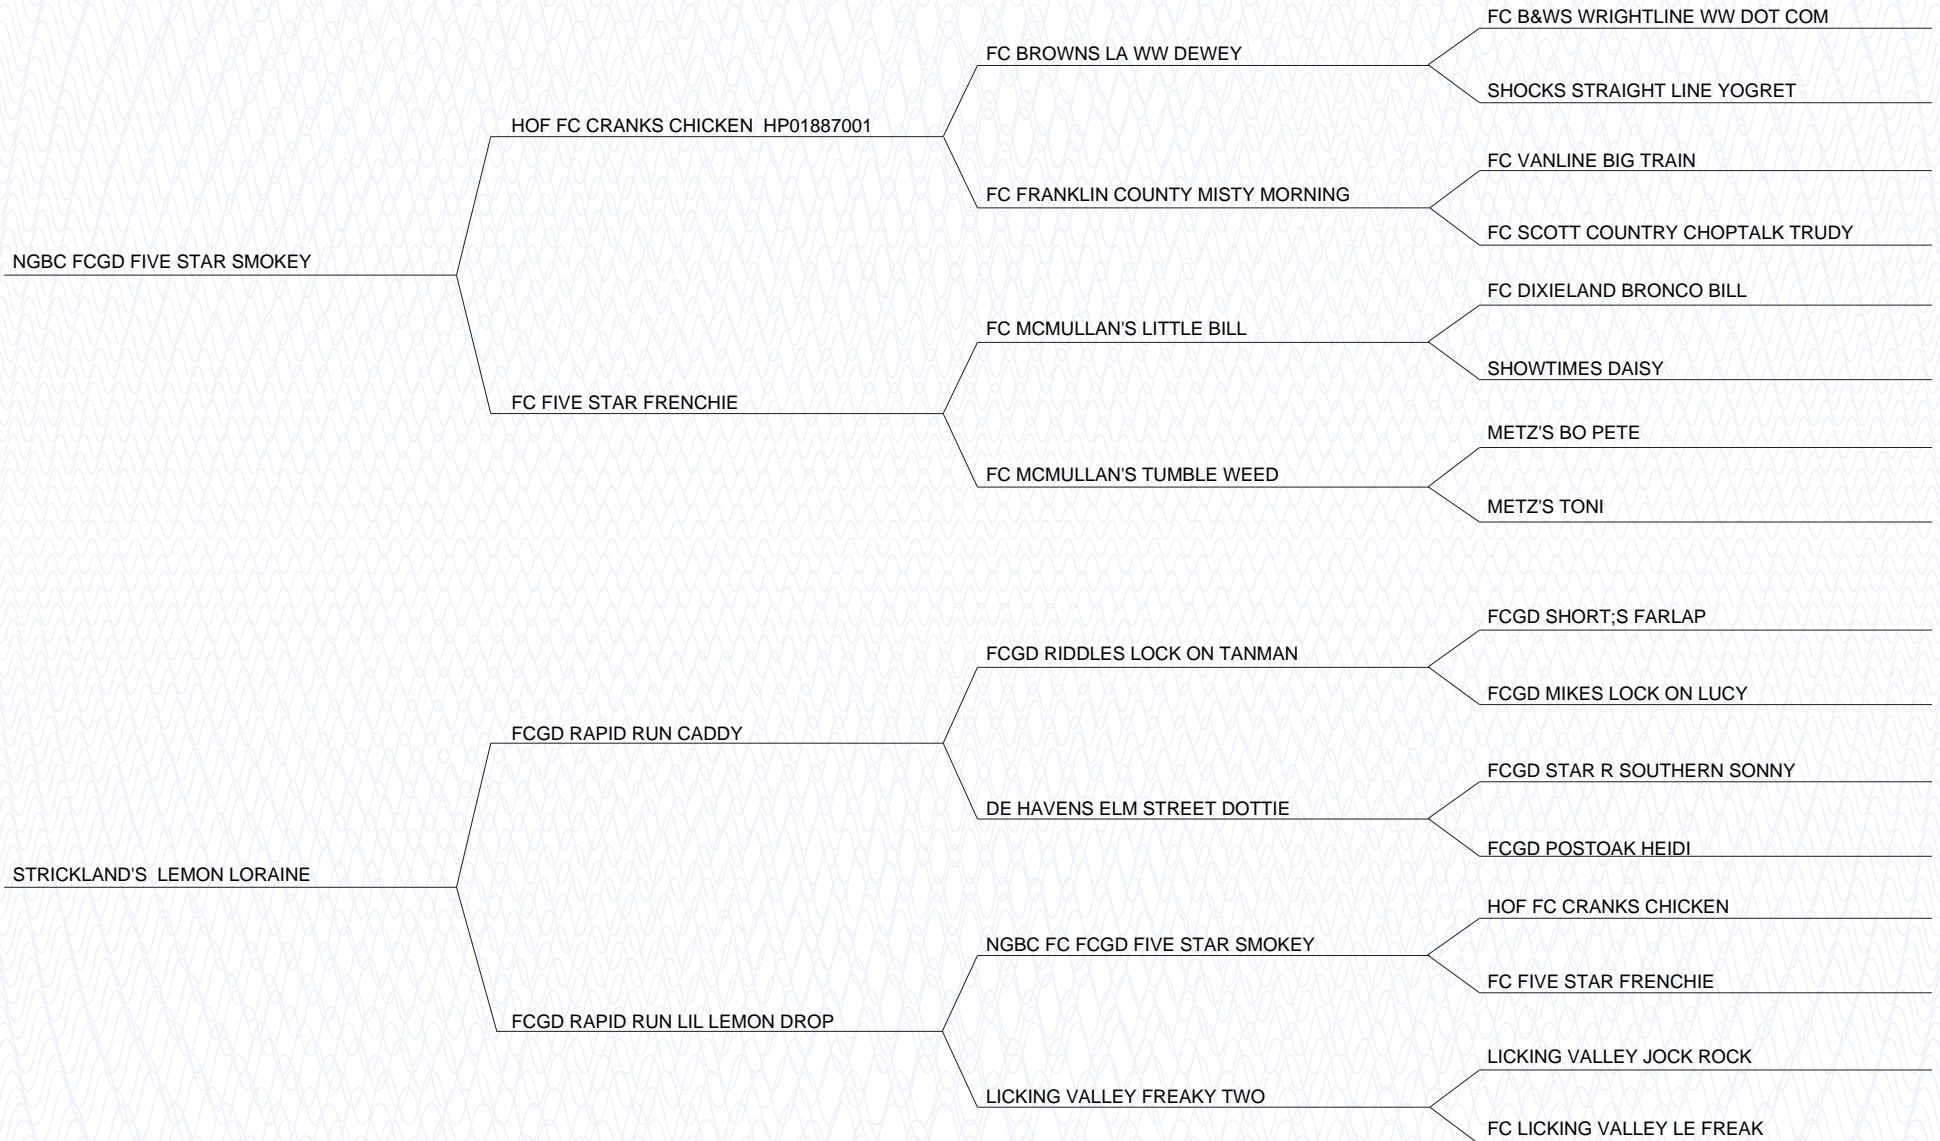 FC B&WS WRIGHTLINE WW DOT COM
FC BROWNS LA WW DEWEY
SHOCKS STRAIGHT LINE YOGRET
HOF FC CRANKS CHICKEN  HP01887001
FC VANLINE BIG TRAIN
FC FRANKLIN COUNTY MISTY MORNING
FC SCOTT COUNTRY CHOPTALK TRUDY
NGBC FCGD FIVE STAR SMOKEY
FC DIXIELAND BRONCO BILL
FC MCMULLAN'S LITTLE BILL
SHOWTIMES DAISY
FC FIVE STAR FRENCHIE
METZ'S BO PETE
FC MCMULLAN'S TUMBLE WEED
METZ'S TONI
FCGD SHORT;S FARLAP
FCGD RIDDLES LOCK ON TANMAN
FCGD MIKES LOCK ON LUCY
FCGD RAPID RUN CADDY
FCGD STAR R SOUTHERN SONNY
DE HAVENS ELM STREET DOTTIE
FCGD POSTOAK HEIDI
STRICKLAND'S  LEMON LORAINE
HOF FC CRANKS CHICKEN
NGBC FC FCGD FIVE STAR SMOKEY
FC FIVE STAR FRENCHIE
FCGD RAPID RUN LIL LEMON DROP
LICKING VALLEY JOCK ROCK
LICKING VALLEY FREAKY TWO
FC LICKING VALLEY LE FREAK